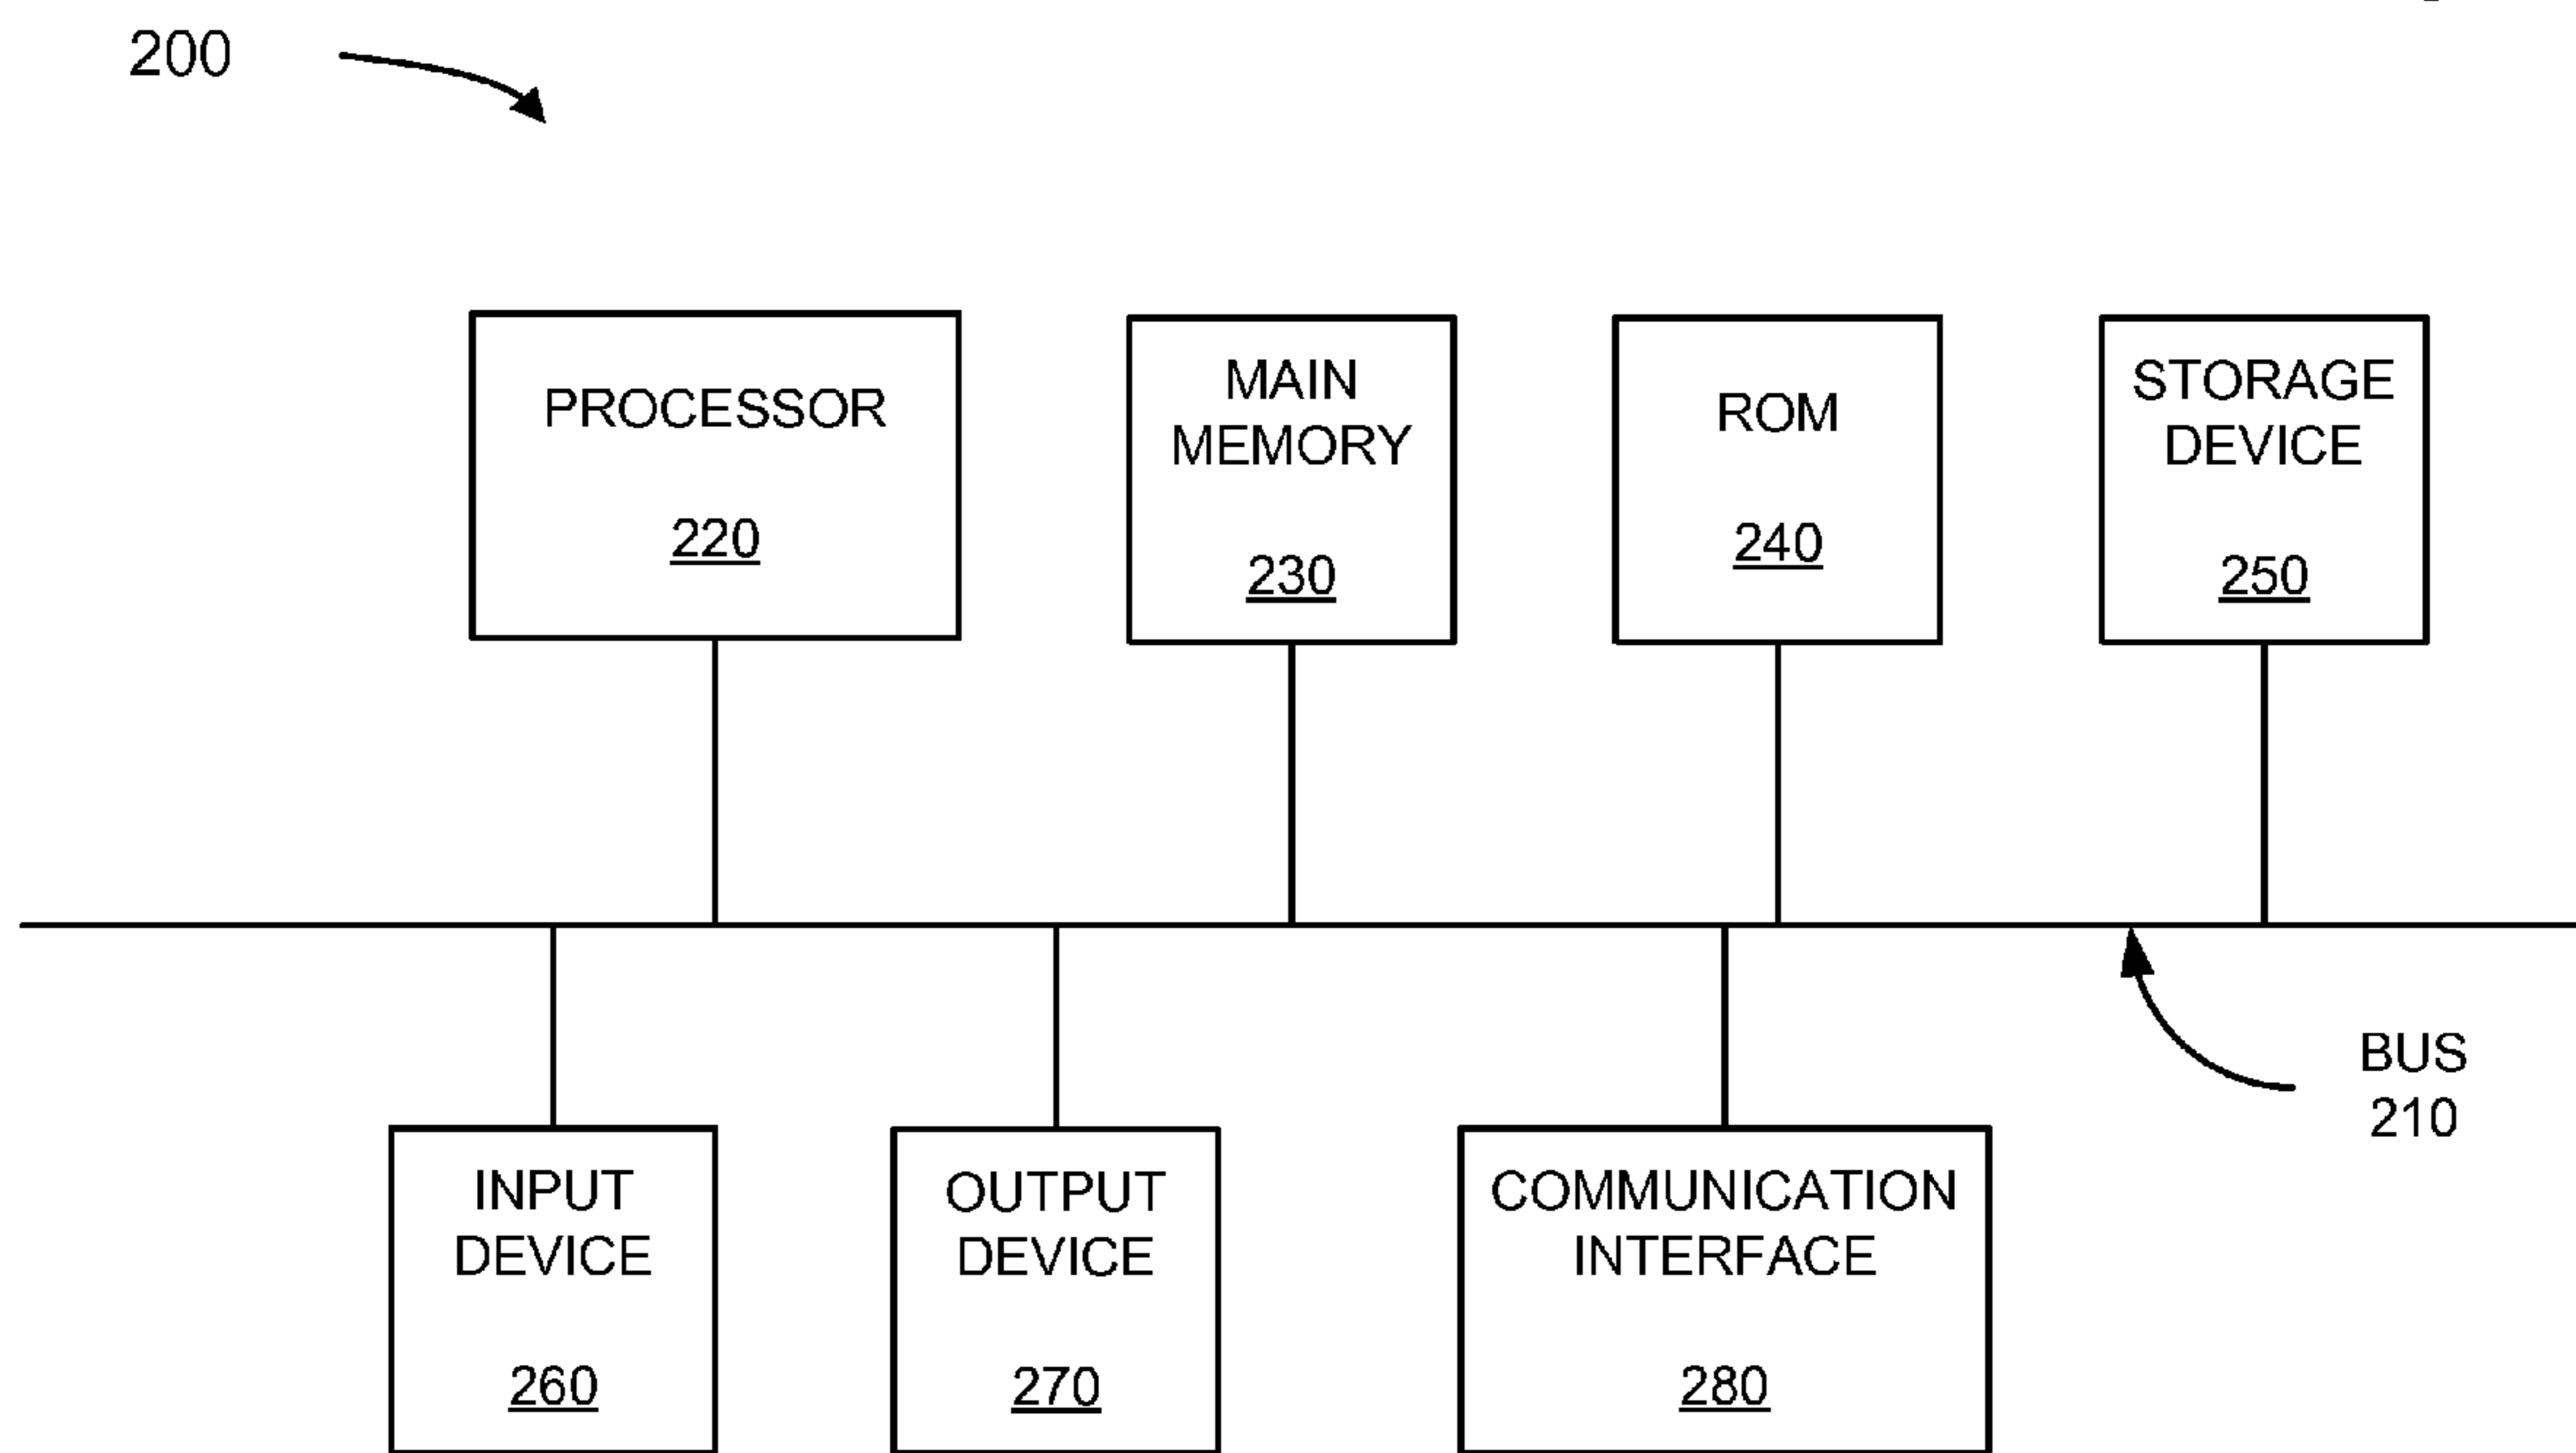 200
PROCESSOR
220
MAIN
MEMORY
230
ROM
240
STORAGE
DEVICE
250
BUS
210
INPUT
DEVICE
260
OUTPUT
DEVICE
270
COMMUNICATION
INTERFACE
280